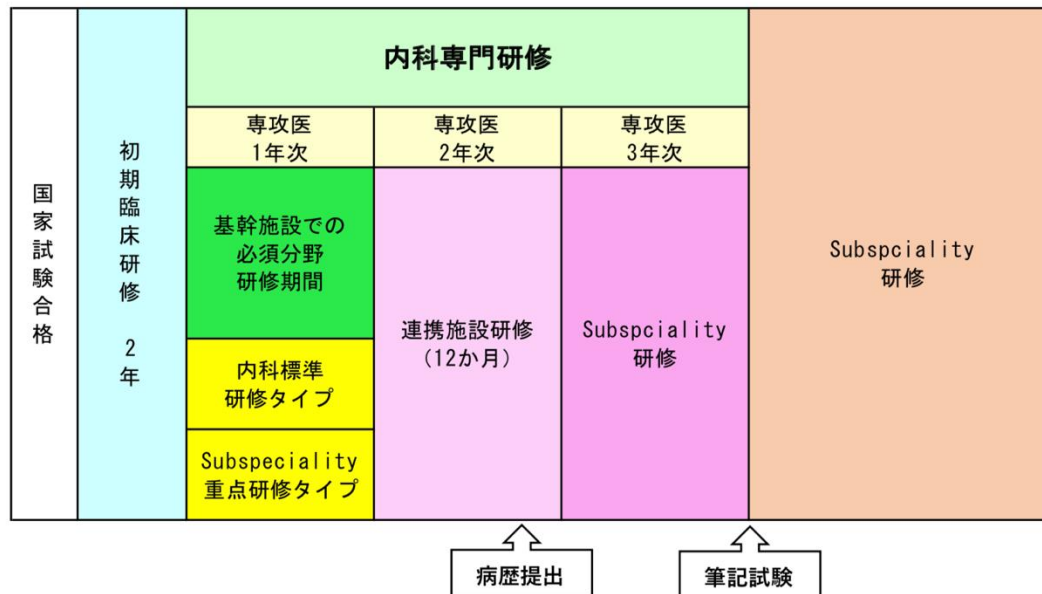 国家試験合格
初期臨床研修 2年
内科専門研修
専攻医
1年次
専攻医
2年次
専攻医
3年次
基幹施設での
必須分野
研修期間
内科標準
研修タイプ
Subspeciality
重点研修タイプ
連携施設研修
(12か月)
Subspciality
研修
Subspciality
研修
病歴提出
筆記試験